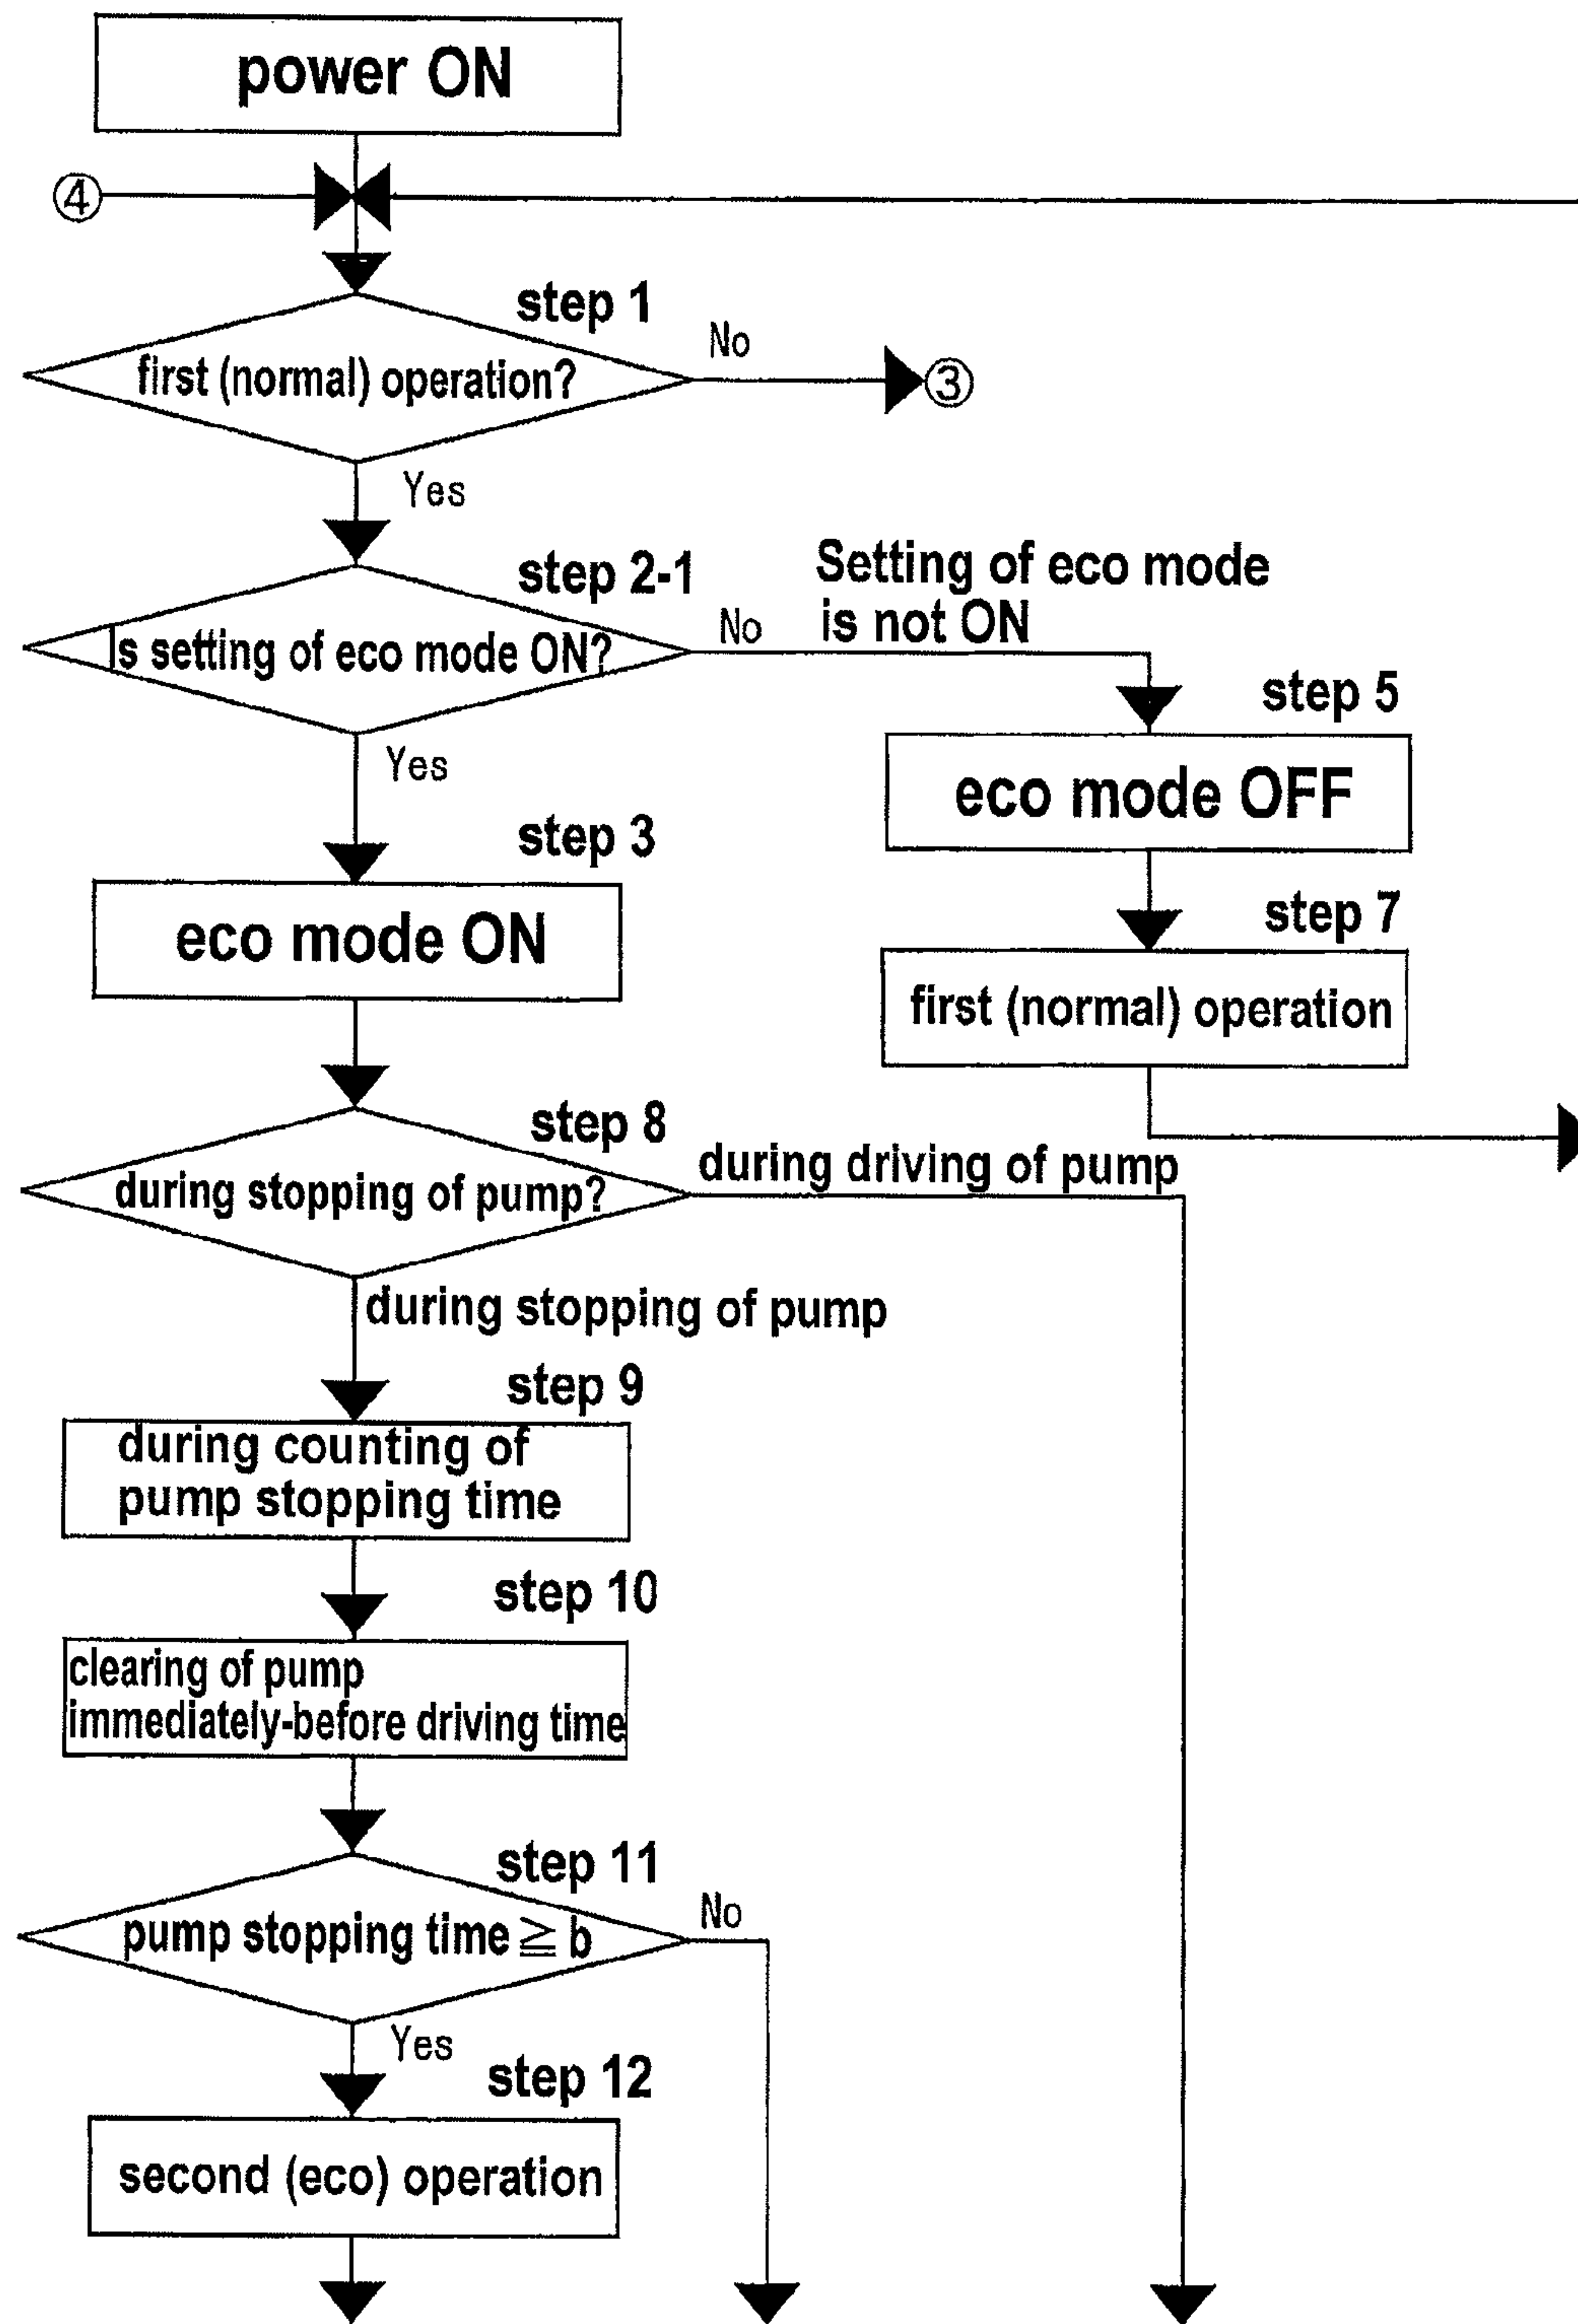 power ON
④
step 1
first (normal) operation?
No
③
Yes
step 2-1
Is setting of eco mode ON?
No
Setting of eco mode
is not ON
Yes
step 5
eco mode OFF
step 3
eco mode ON
step 7
first (normal) operation
step 8
during stopping of pump?
during driving of pump
during stopping of pump
step 9
during counting of
pump stopping time
step 10
clearing of pump
immediately-before driving time
step 11
pump stopping time ≧ b
No
Yes
step 12
second (eco) operation